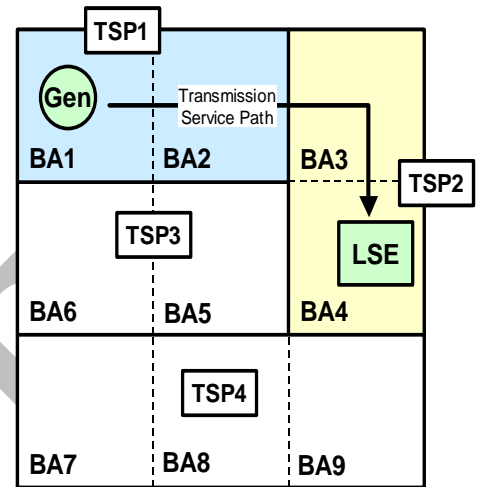 TSP1
Gen
Transmission
Service Path
BA1
BA2
BA3
TSP2
TSP3
LSE
BA6
BA5
BA4
TSP4
BA7
BA8
BA9